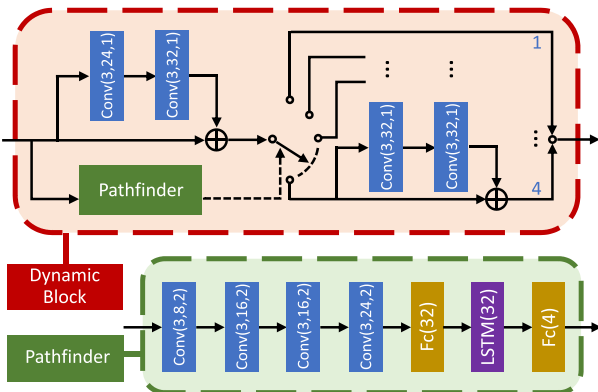 Conv(3,24,1)
Conv(3,32,1)
1
...
...
Conv(3,32,1)
Conv(3,32,1)
...
Pathfinder
4
Dynamic
Block
Conv(3,8,2)
Conv(3,16,2)
Conv(3,16,2)
Conv(3,24,2)
Fc(32)
LSTM(32)
Fc(4)
Pathfinder